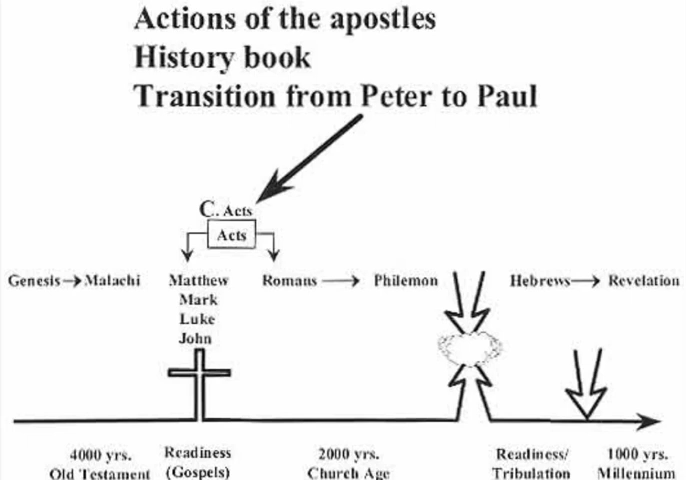 Actions of the apostles
History book
Transition from Peter to Paul
C. Acts
Acts
Genesis → Malachi
Matthew
Mark
Luke
John
Romans → Philemon
Hebrews → Revelation
4000 yrs.
Old Testament
Readiness
(Gospels)
2000 yrs.
Church Age
Readiness/
Tribulation
1000 yrs.
Millennium